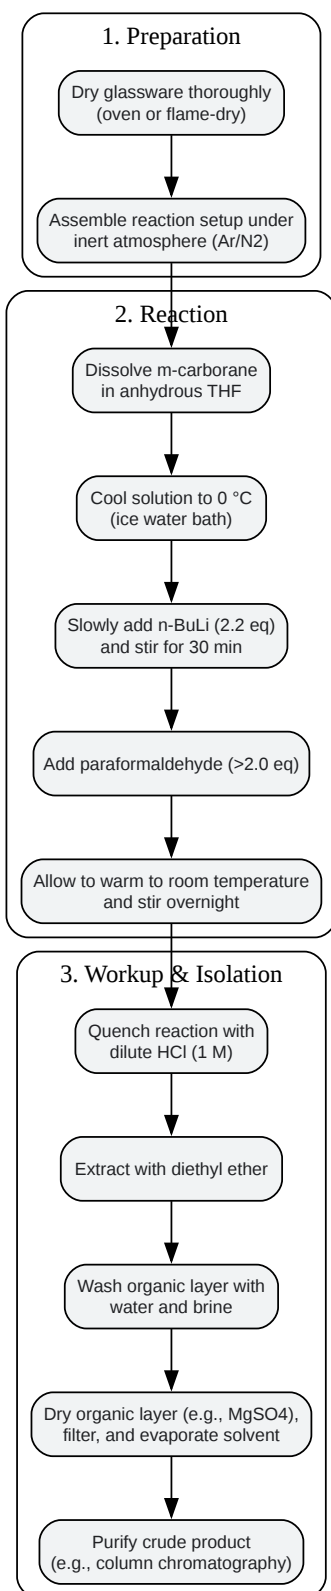 1. Preparation
Dry glassware thoroughly
(oven or flame-dry)
Assemble reaction setup under
inert atmosphere (Ar/N2)
2. Reaction
Dissolve m-carborane
in anhydrous THF
Cool solution to 0 °C
(ice water bath)
Slowly add n-BuLi (2.2 eq)
and stir for 30 min
Add paraformaldehyde (>2.0 eq)
Allow to warm to room temperature
and stir overnight
3. Workup & Isolation
Quench reaction with
dilute HCl (1 M)
Extract with diethyl ether
Wash organic layer with
water and brine
Dry organic layer (e.g., MgSO4),
filter, and evaporate solvent
Purify crude product
(e.g., column chromatography)